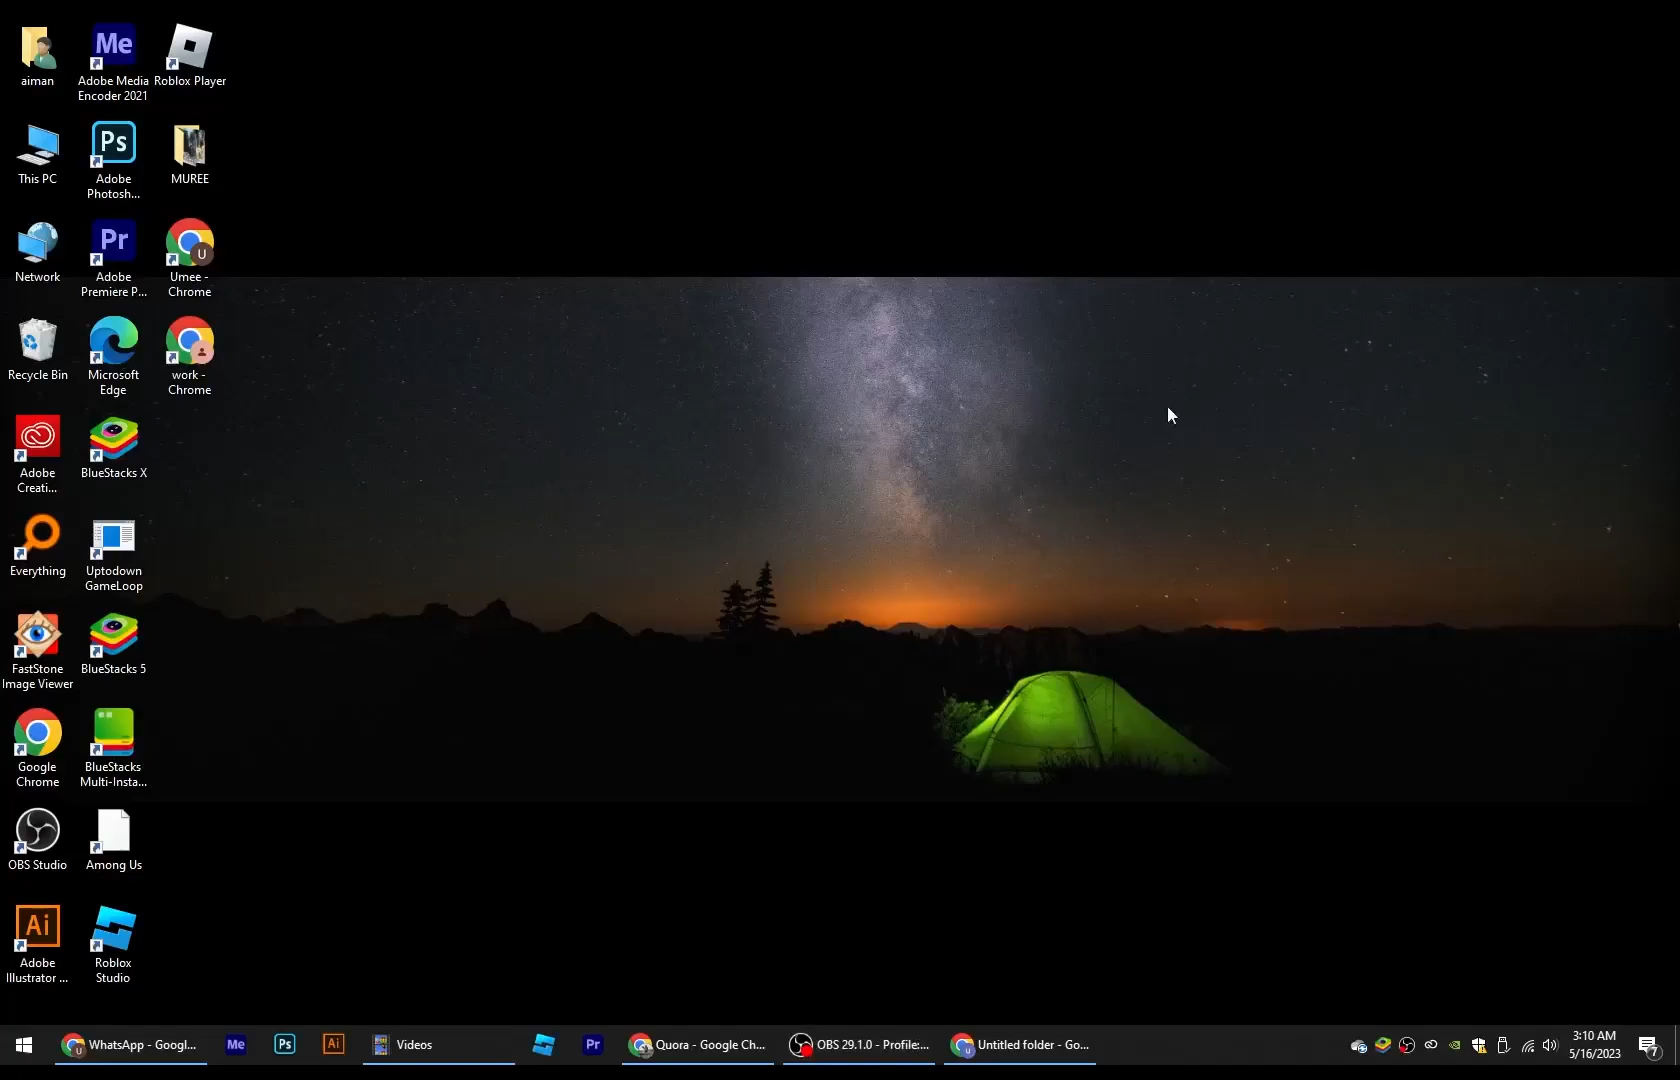 aiman
Me
Adobe Media
Encoder 2021
Roblox Player
This PC
Ps
Adobe
Photosh...
MUREE
Network
Pr
Adobe
Premiere P...
U
Umee -
Chrome
Recycle Bin
Microsoft
Edge
work -
Chrome
Adobe
Creati...
BlueStacks X
Everything
Uptodown
GameLoop
FastStone
Image Viewer
BlueStacks 5
Google
Chrome
BlueStacks
Multi-Insta...
OBS Studio
Among Us
Ai
Adobe
Illustrator ...
Roblox
Studio
U
WhatsApp - Googl...
Me
Ps
Ai
Videos
Pr
Quora - Google Ch...
OBS 29.1.0 - Profile:...
U
Untitled folder - Go...
3:10 AM
5/16/2023
7